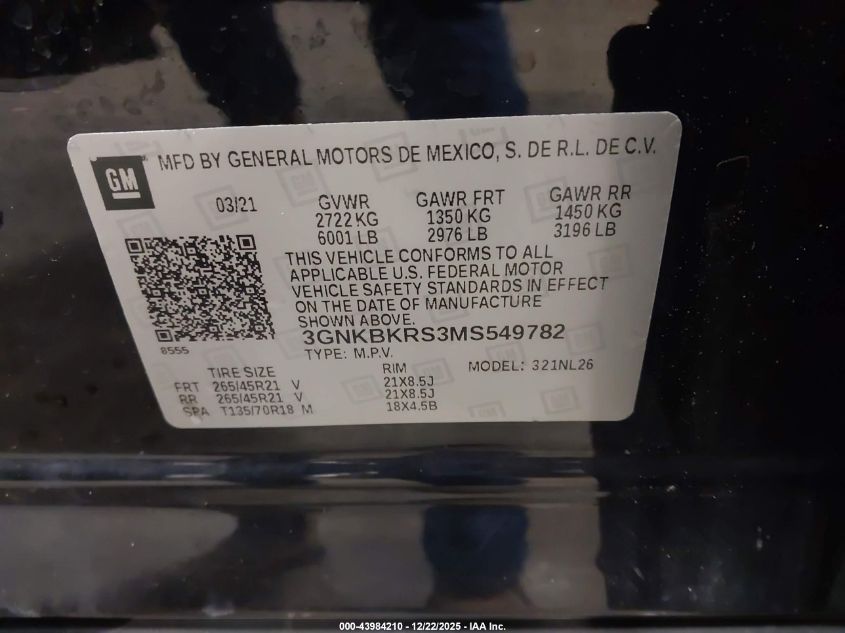 GM
MFD BY GENERAL MOTORS DE MEXICO, S. DE R.L. DE C.V.
03/21 GVWR GAWR FRT GAWR RR
2722 KG 1350 KG 1450 KG
6001 LB 2976 LB 3196 LB
THIS VEHICLE CONFORMS TO ALL
APPLICABLE U.S. FEDERAL MOTOR
VEHICLE SAFETY STANDARDS IN EFFECT
ON THE DATE OF MANUFACTURE
SHOWN ABOVE.
3GNKBKRS3MS549782
8555
TYPE: M.P.V. MODEL: 321NL26
TIRE SIZE RIM
FRT 265/45R21 V 21X8.5J
RR 265/45R21 V 21X8.5J
SPA T135/70R18 M 18X4.5B
000-43984210 - 12/22/2025 - IAA Inc.